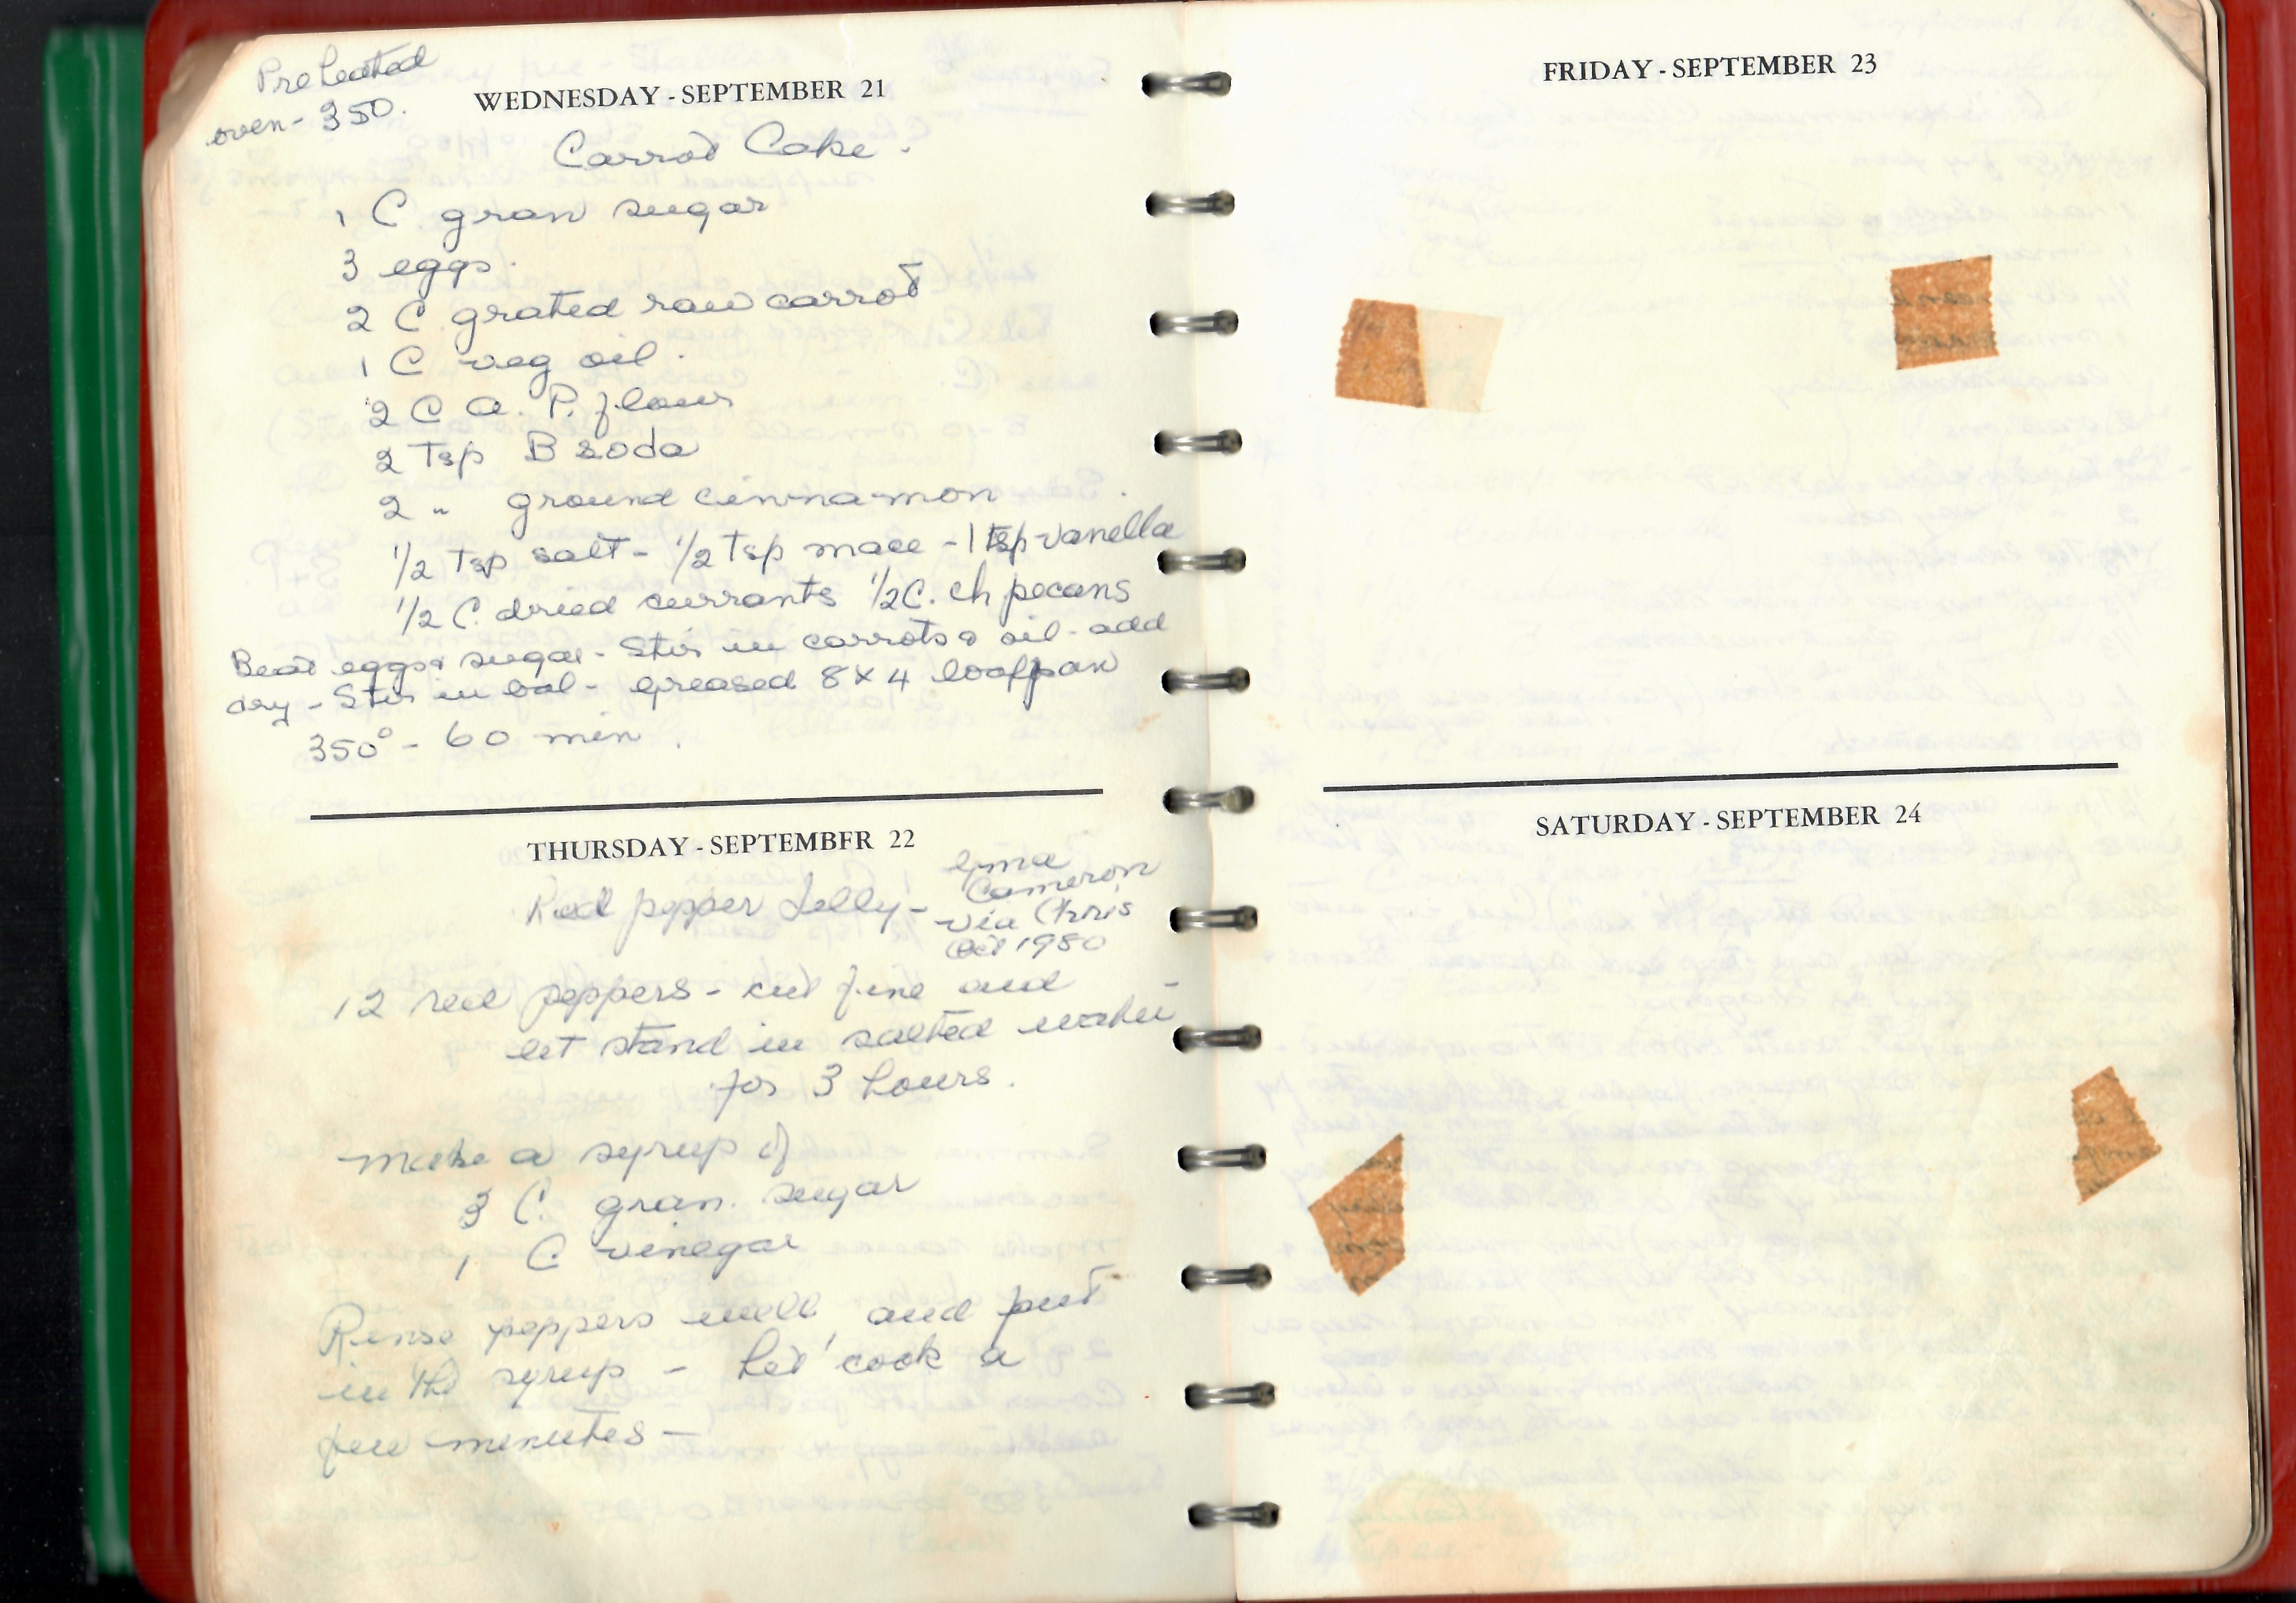 Preheated
oven - 350.
WEDNESDAY - SEPTEMBER 21
Carrot Cake.
1 C gran sugar
3 eggs.
2 C grated raw carrot
1 C veg oil.
2 C a. P. flour
2 Tsp B soda
2 " ground cinnamon
1/2 Tsp salt - 1/2 Tsp mace - 1 tsp vanella
1/2 C. dried currants 1/2 C. ch pecans
Beat eggs & sugar - Stir in carrots & oil - add
dry - Stir in bal - greased 8 x 4 loafpan
350° - 60 min.
THURSDAY - SEPTEMBER 22
Red pepper Jelly -
Cameron
via Chris
Oct 1980
12 red peppers - cut fine and
let stand in salted water
for 3 hours.
make a syrup of
3 C. gran. sugar
1 C vinegar
Rinse peppers well and put
in the syrup - Let cook a
few minutes -
FRIDAY - SEPTEMBER 23
SATURDAY - SEPTEMBER 24